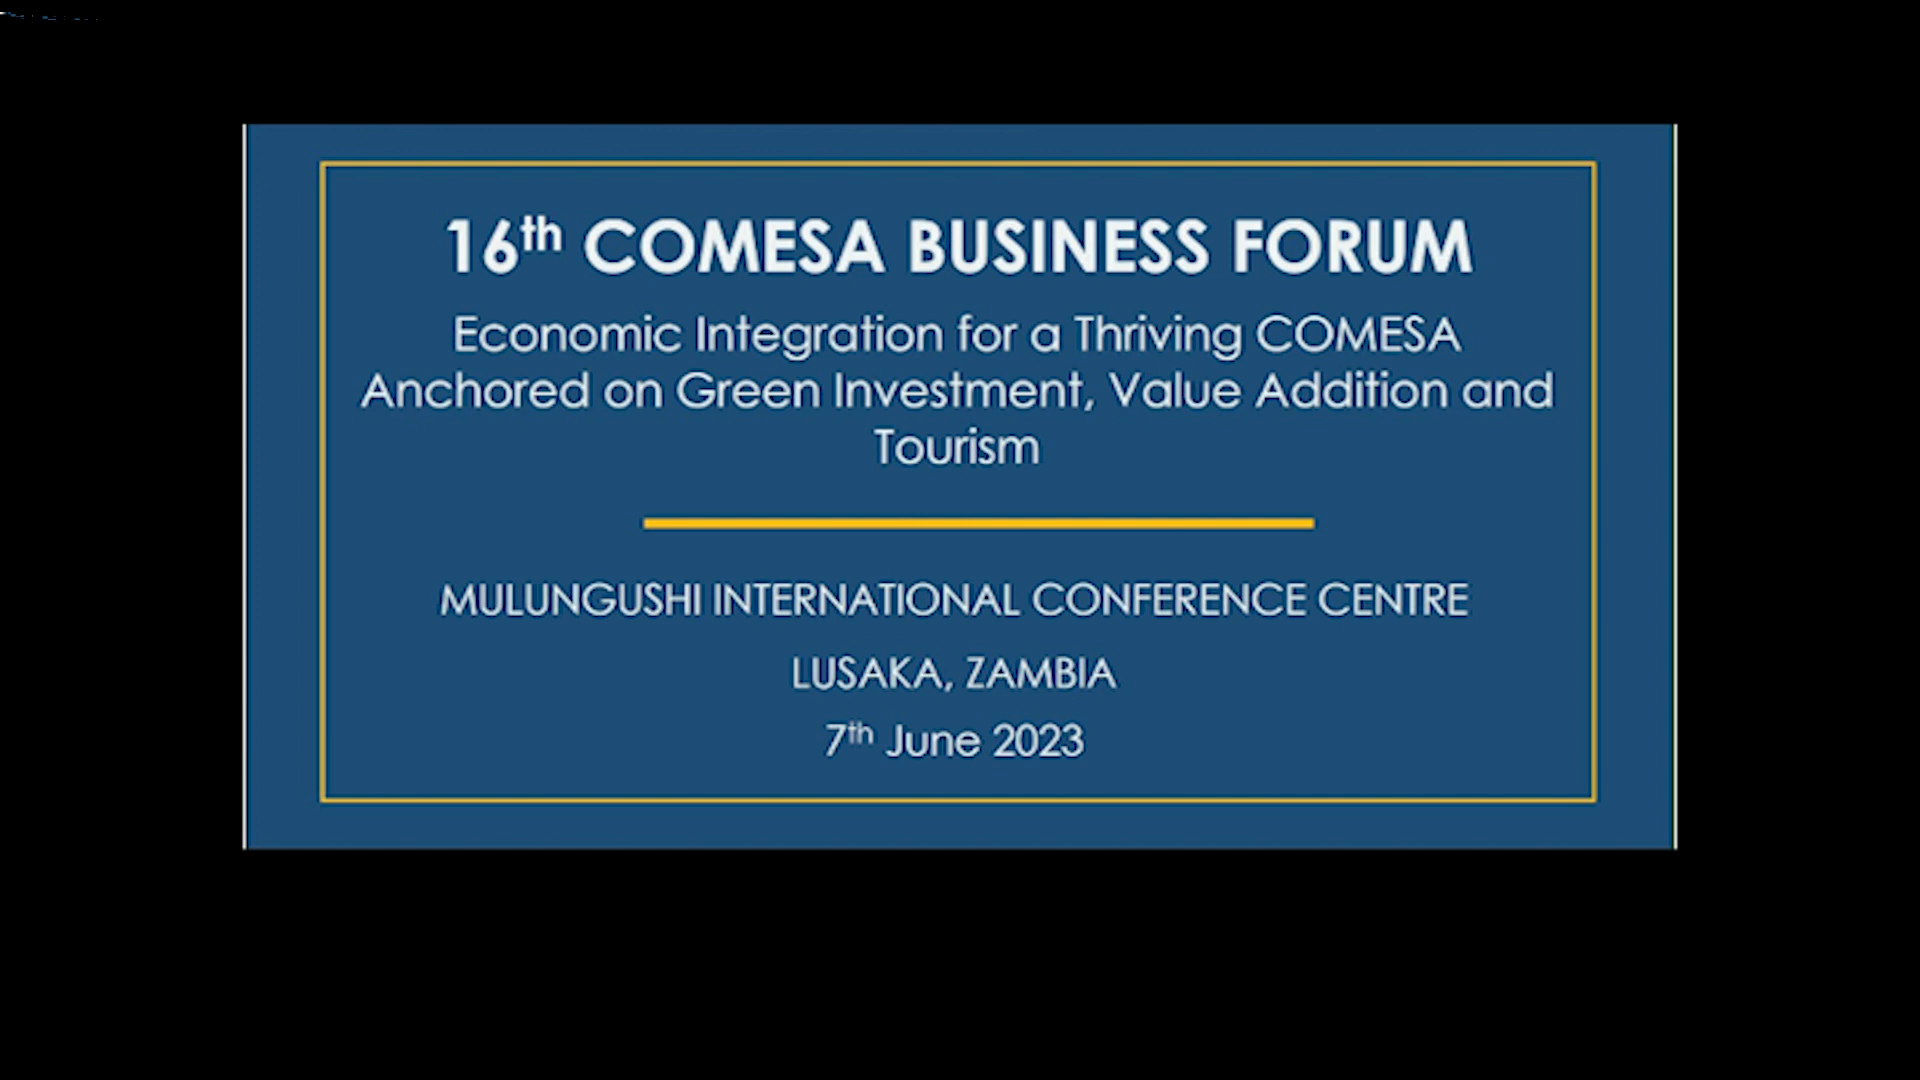 16th COMESA BUSINESS FORUM
Economic Integration for a Thriving COMESA
Anchored on Green Investment, Value Addition and
Tourism
MULUNGUSHI INTERNATIONAL CONFERENCE CENTRE
LUSAKA, ZAMBIA
7th June 2023